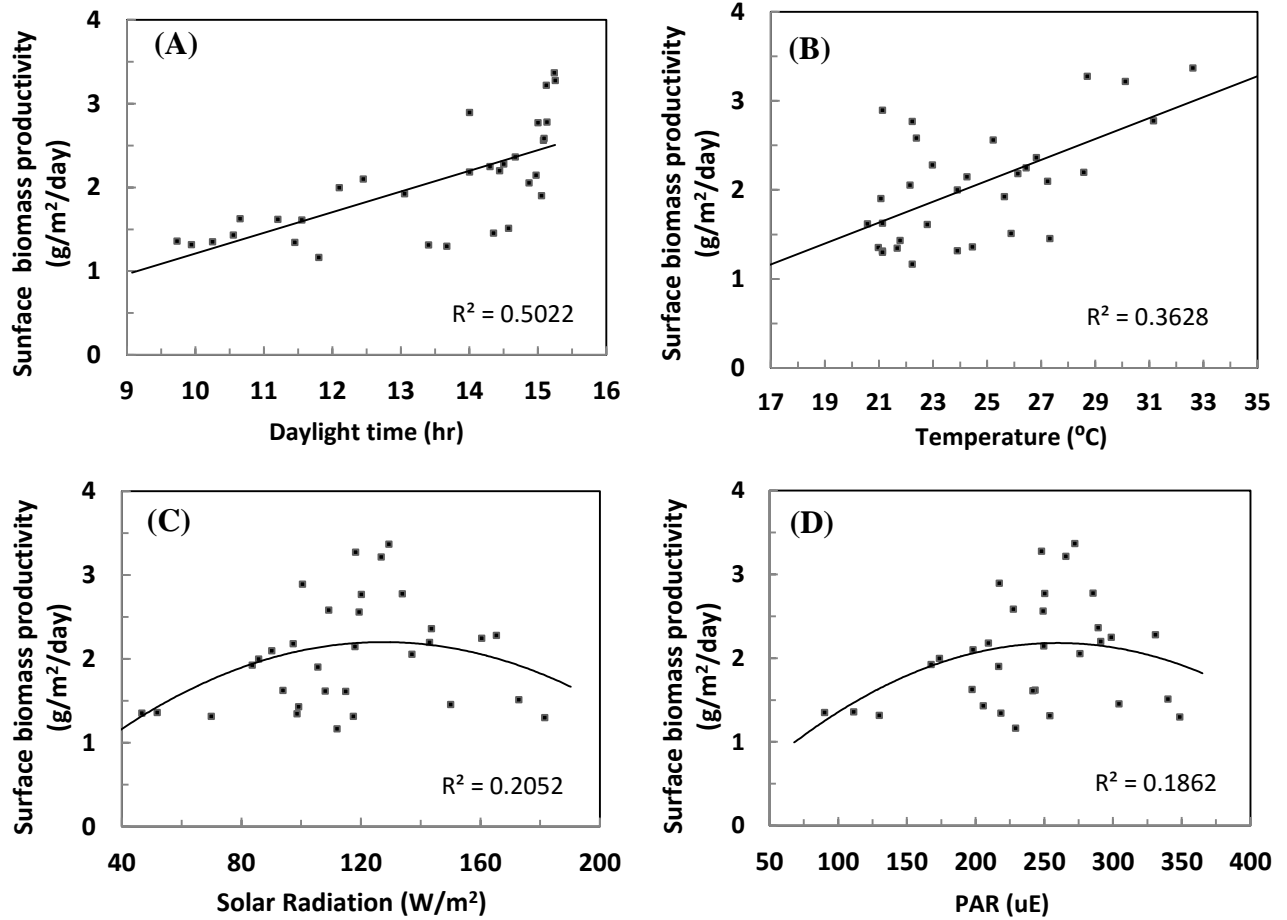 (A)
Sunface biomass productivity
(g/m²/day)
4
3
2
1
0
R² = 0.5022
9 10 11 12 13 14 15 16
Daylight time (hr)
(B)
Surface biomass productivity
(g/m²/day)
4
3
2
1
0
R² = 0.3628
17 19 21 23 25 27 29 31 33 35
Temperature (⁰C)
(C)
Surface biomass productivity
(g/m²/day)
4
3
2
1
0
R² = 0.2052
40 80 120 160 200
Solar Radiation (W/m²)
(D)
Surface biomass productivity
(g/m²/day)
4
3
2
1
0
R² = 0.1862
50 100 150 200 250 300 350 400
PAR (uE)